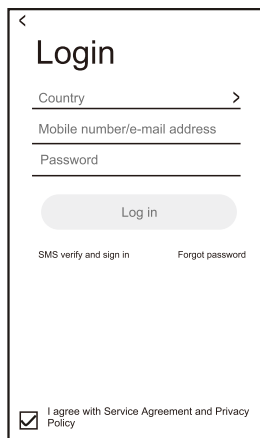 Login
Country
Mobile number/e-mail address
Password
Log in
SMS verify and sign in Forgot password
I agree with Service Agreement and Privacy
Policy